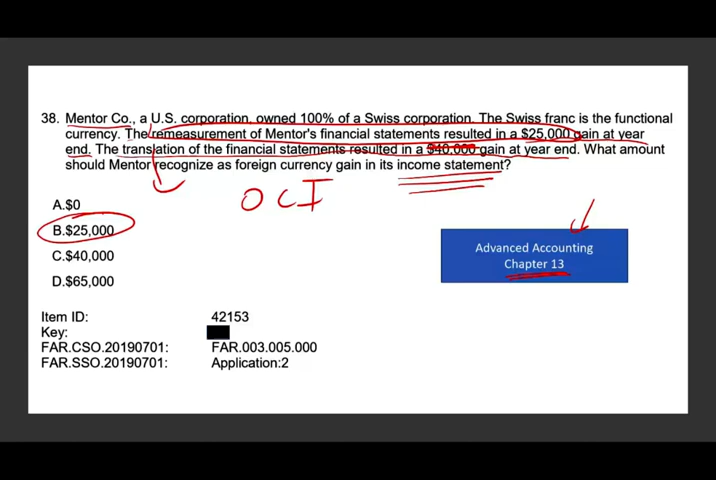 38. Mentor Co., a U.S. corporation, owned 100% of a Swiss corporation. The Swiss franc is the functional
currency. The remeasurement of Mentor's financial statements resulted in a $25,000 gain at year
end. The translation of the financial statements resulted in a $40,000 gain at year end. What amount
should Mentor recognize as foreign currency gain in its income statement?
OCI
A.$0
B.$25,000
C.$40,000
D.$65,000
Advanced Accounting
Chapter 13
Item ID: 42153
Key:
FAR.CSO.20190701: FAR.003.005.000
FAR.SSO.20190701: Application:2